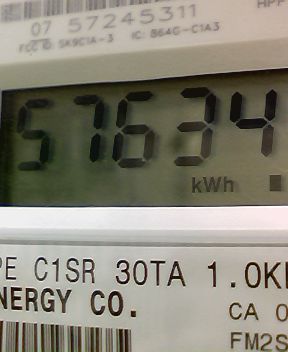 07 57245311
FCC ID: SK9C1A-3 IC: 864G-C1A3
57634
kWh
PE C1SR 30TA 1.0K
NERGY CO.
CA 0
FM2S